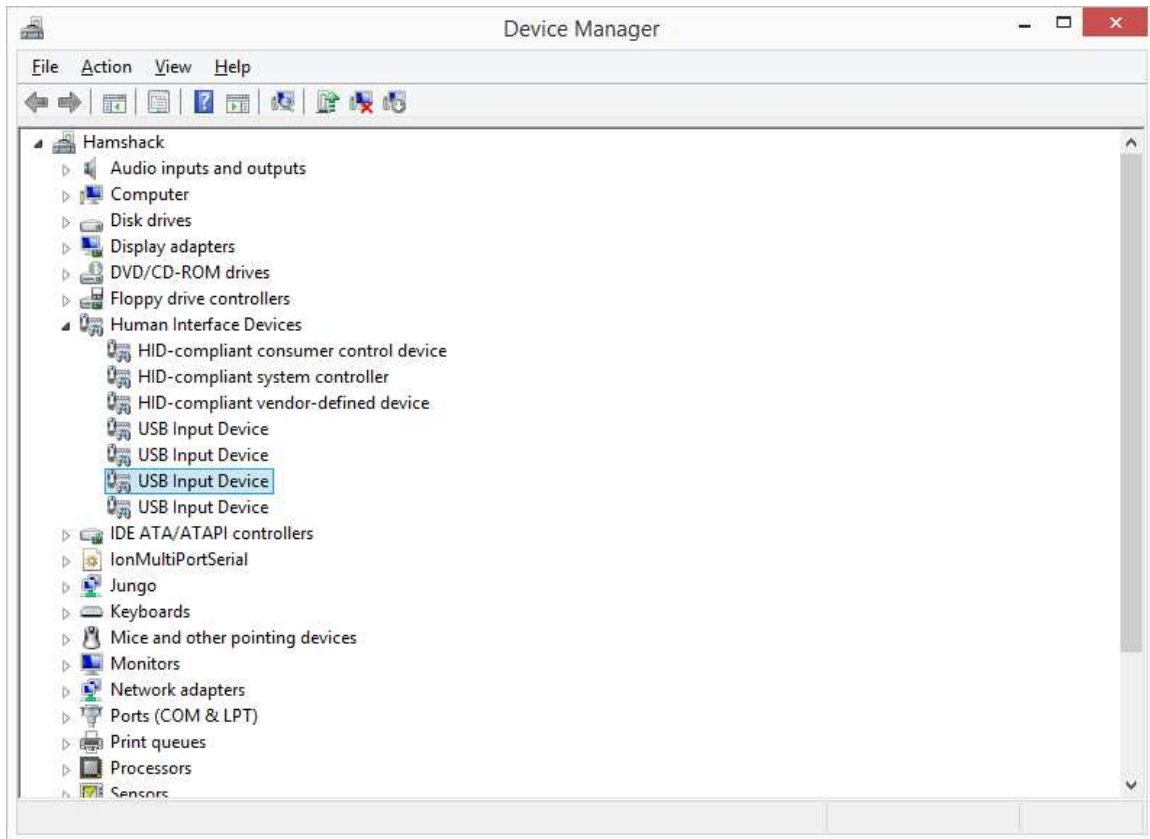 Device Manager
File Action View Help
Hamshack
Audio inputs and outputs
Computer
Disk drives
Display adapters
DVD/CD-ROM drives
Floppy drive controllers
Human Interface Devices
HID-compliant consumer control device
HID-compliant system controller
HID-compliant vendor-defined device
USB Input Device
USB Input Device
USB Input Device
USB Input Device
IDE ATA/ATAPI controllers
IonMultiPortSerial
Jungo
Keyboards
Mice and other pointing devices
Monitors
Network adapters
Ports (COM & LPT)
Print queues
Processors
Sensors